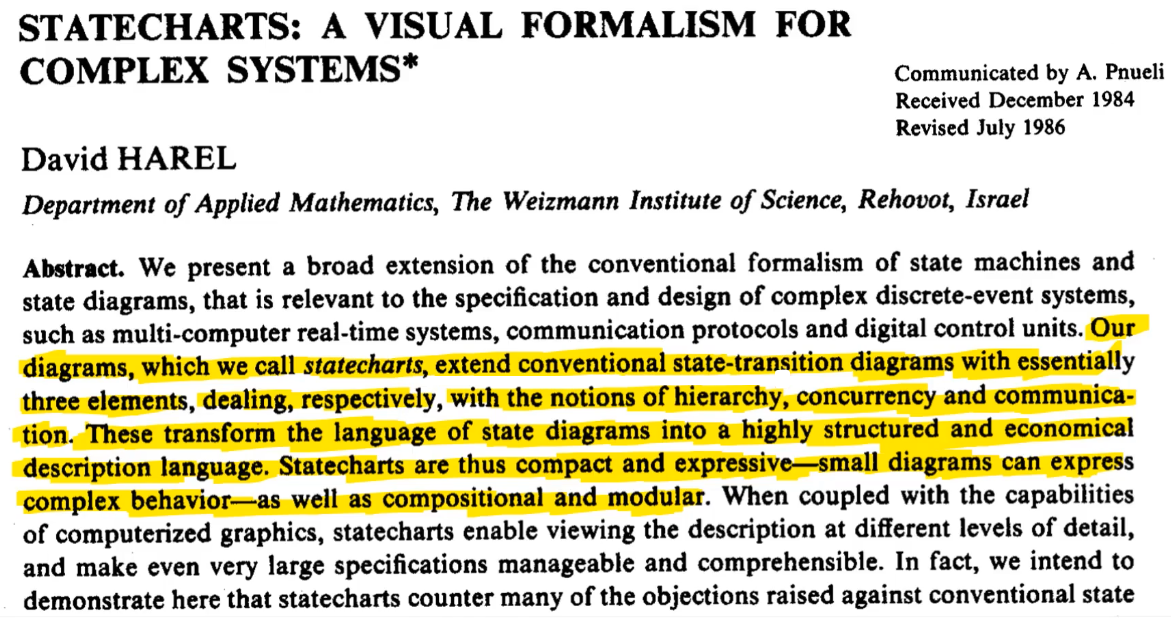 STATECHARTS: A VISUAL FORMALISM FOR
COMPLEX SYSTEMS*
Communicated by A. Pnueli
Received December 1984
Revised July 1986
David HAREL
Department of Applied Mathematics, The Weizmann Institute of Science, Rehovot, Israel
Abstract. We present a broad extension of the conventional formalism of state machines and
state diagrams, that is relevant to the specification and design of complex discrete-event systems,
such as multi-computer real-time systems, communication protocols and digital control units. Our
diagrams, which we call statecharts, extend conventional state-transition diagrams with essentially
three elements, dealing, respectively, with the notions of hierarchy, concurrency and communica-
tion. These transform the language of state diagrams into a highly structured and economical
description language. Statecharts are thus compact and expressive—small diagrams can express
complex behavior—as well as compositional and modular. When coupled with the capabilities
of computerized graphics, statecharts enable viewing the description at different levels of detail,
and make even very large specifications manageable and comprehensible. In fact, we intend to
demonstrate here that statecharts counter many of the objections raised against conventional state